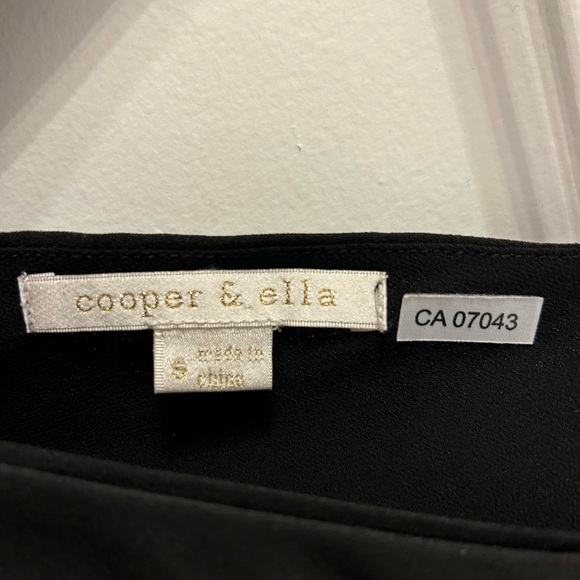 cooper & ella
CA 07043
S made in
china